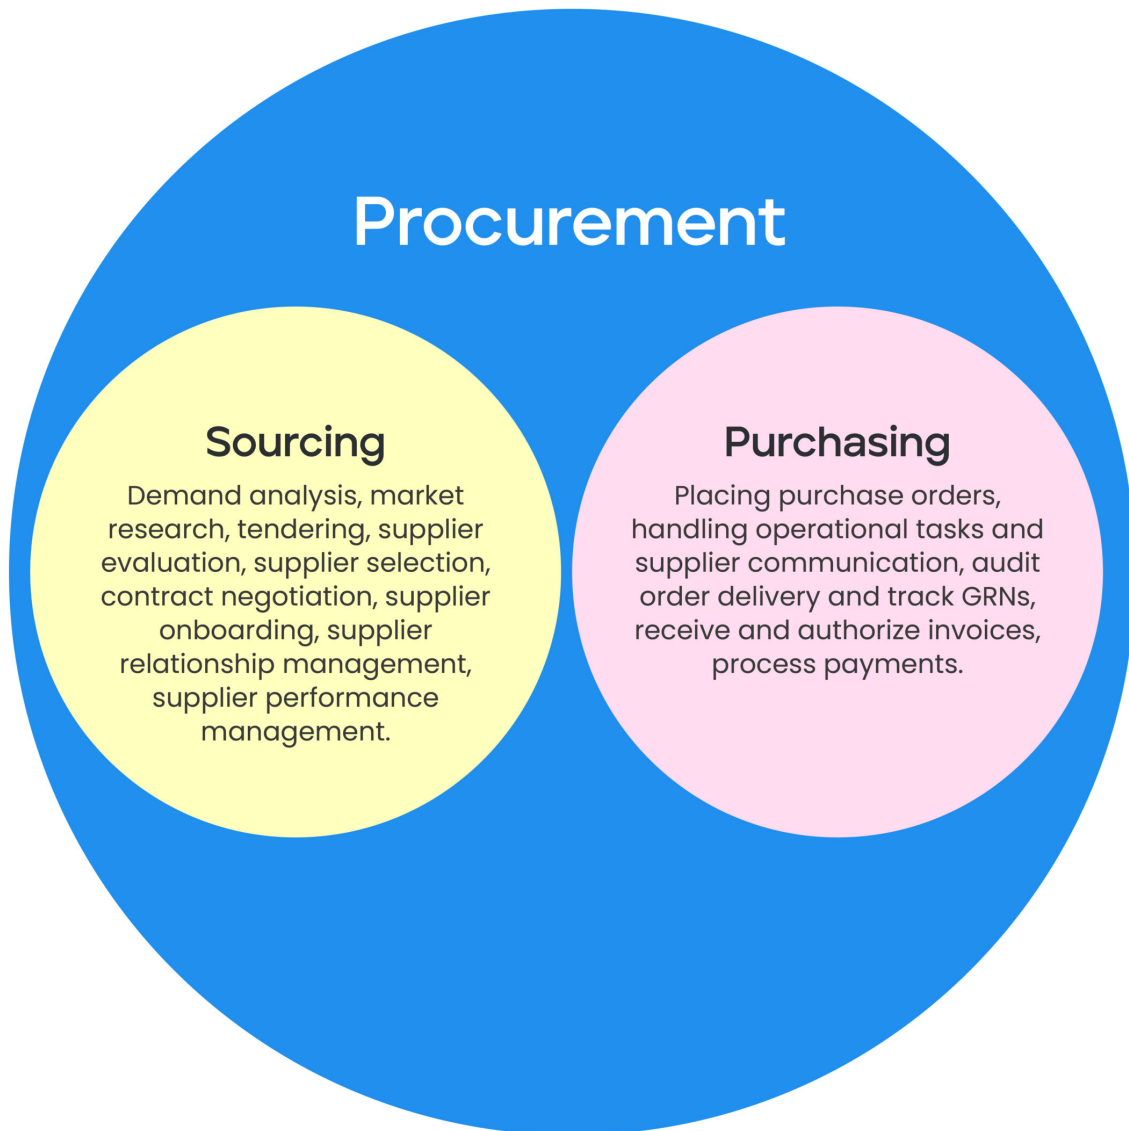 Procurement
Sourcing
Demand analysis, market
research, tendering, supplier
evaluation, supplier selection,
contract negotiation, supplier
onboarding, supplier
relationship management,
supplier performance
management.
Purchasing
Placing purchase orders,
handling operational tasks and
supplier communication, audit
order delivery and track GRNs,
receive and authorize invoices,
process payments.